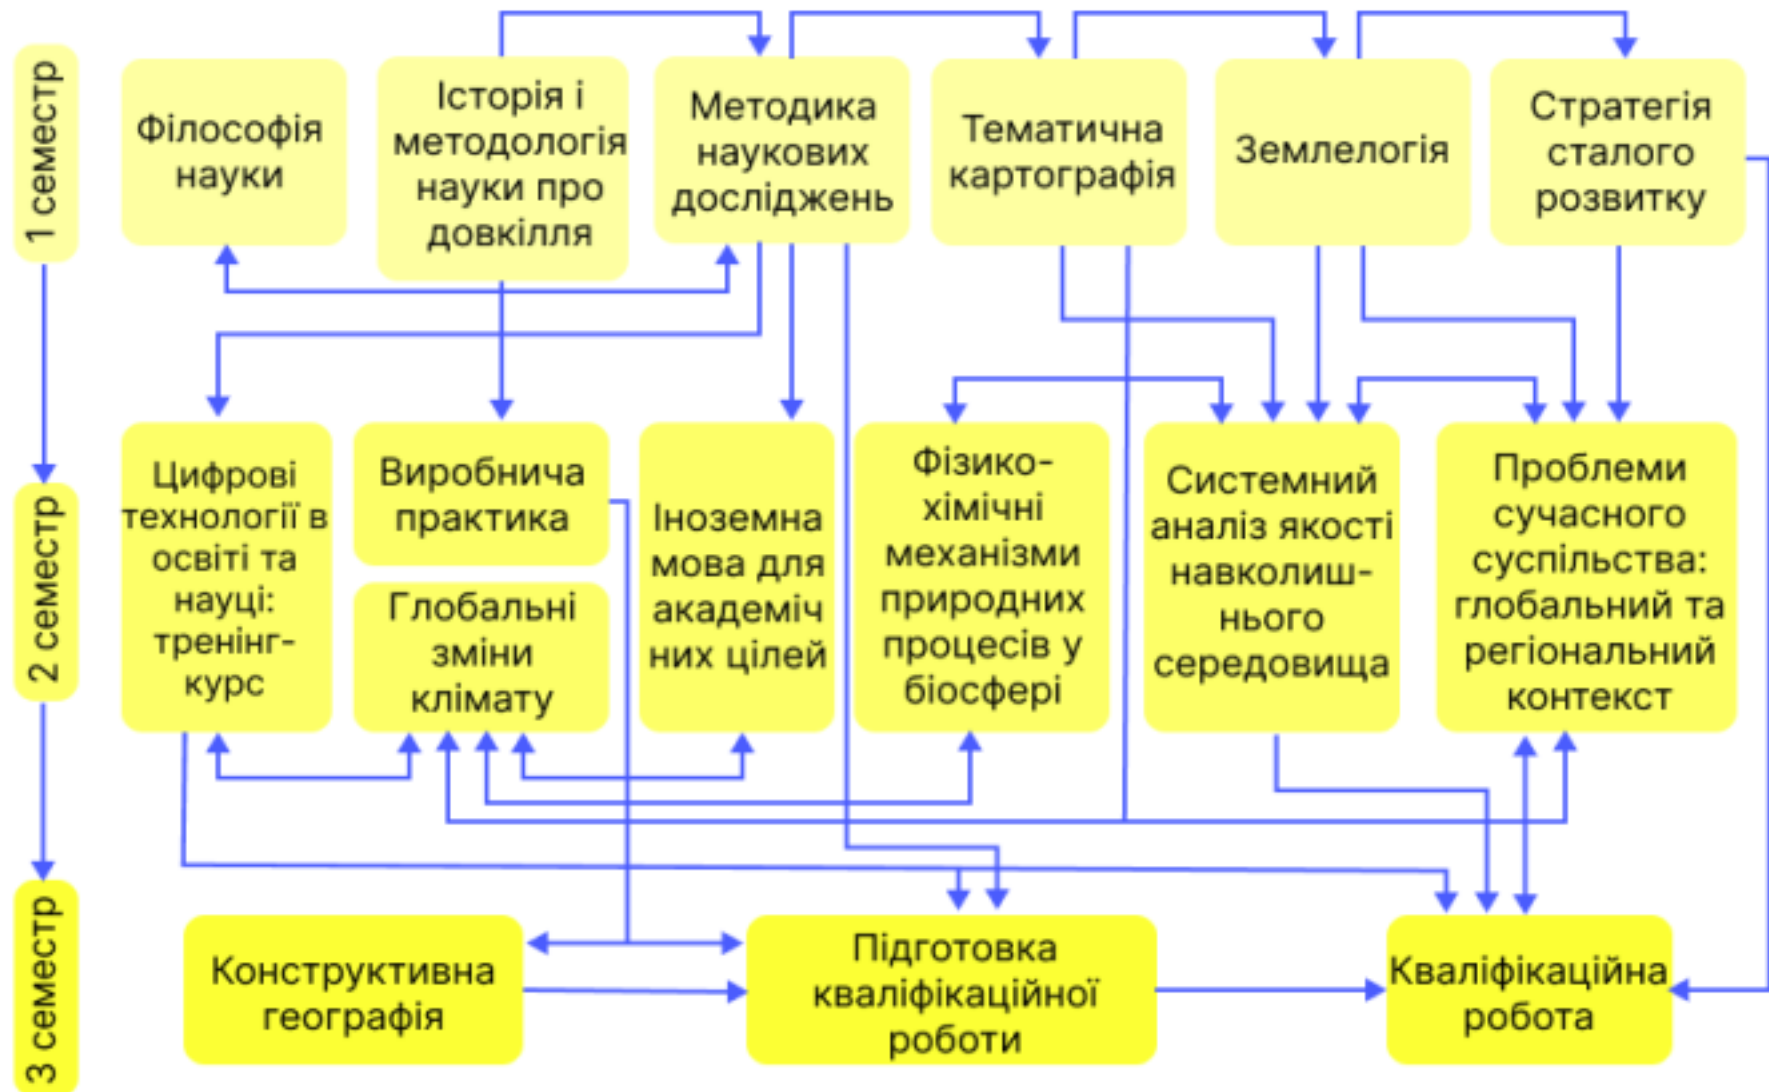 1 семестр
Філософія
науки
Історія і
методологія
науки про
довкілля
Методика
наукових
досліджень
Тематична
картографія
Землелогія
Стратегія
сталого
розвитку
2 семестр
Цифрові
технології в
освіті та
науці:
тренінг-
курс
Виробнича
практика
Глобальні
зміни
клімату
Іноземна
мова для
академіч
них цілей
Фізико-
хімічні
механізми
природних
процесів у
біосфері
Системний
аналіз якості
навколиш-
нього
середовища
Проблеми
сучасного
суспільства:
глобальний та
регіональний
контекст
3 семестр
Конструктивна
географія
Підготовка
кваліфікаційної
роботи
Кваліфікаційна
робота